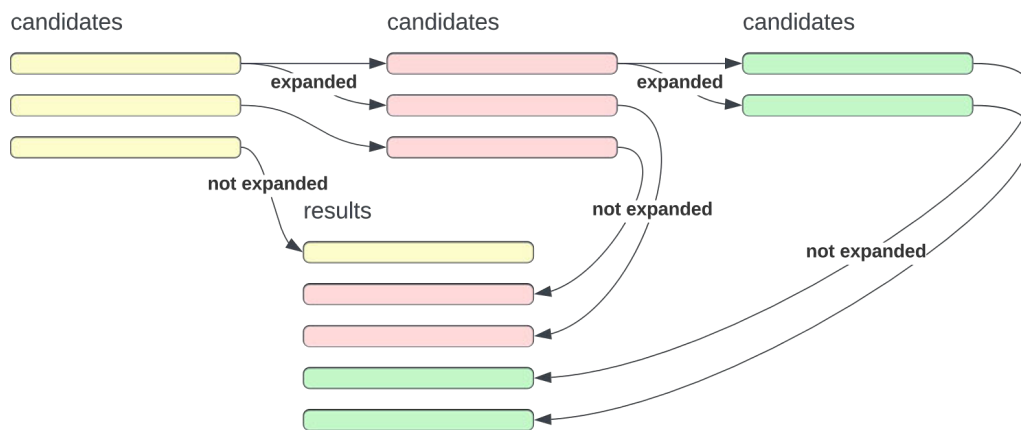 candidates
candidates
candidates
expanded
expanded
not expanded
results
not expanded
not expanded